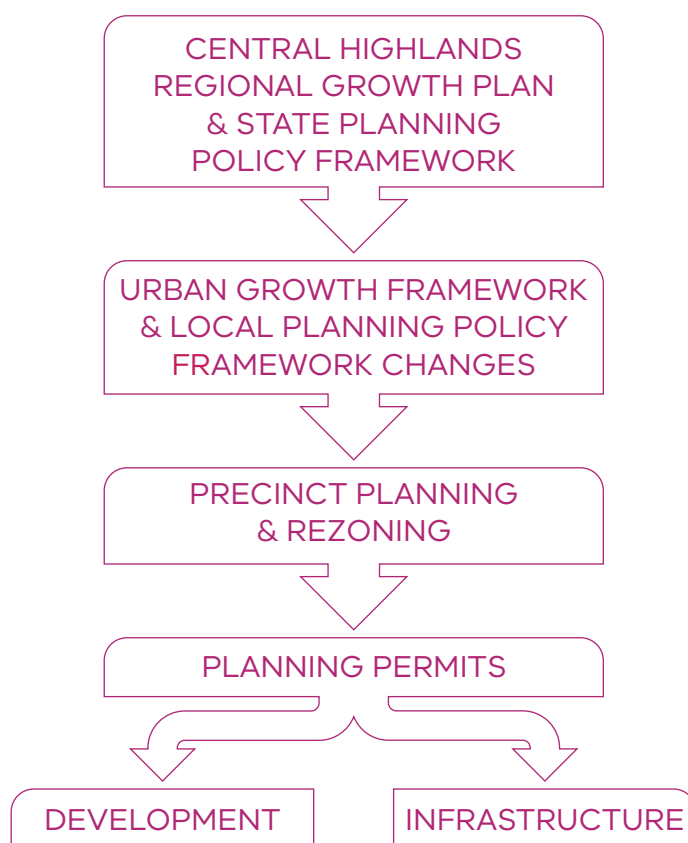 CENTRAL HIGHLANDS
REGIONAL GROWTH PLAN
& STATE PLANNING
POLICY FRAMEWORK
URBAN GROWTH FRAMEWORK
& LOCAL PLANNING POLICY
FRAMEWORK CHANGES
PRECINCT PLANNING
& REZONING
PLANNING PERMITS
DEVELOPMENT
INFRASTRUCTURE